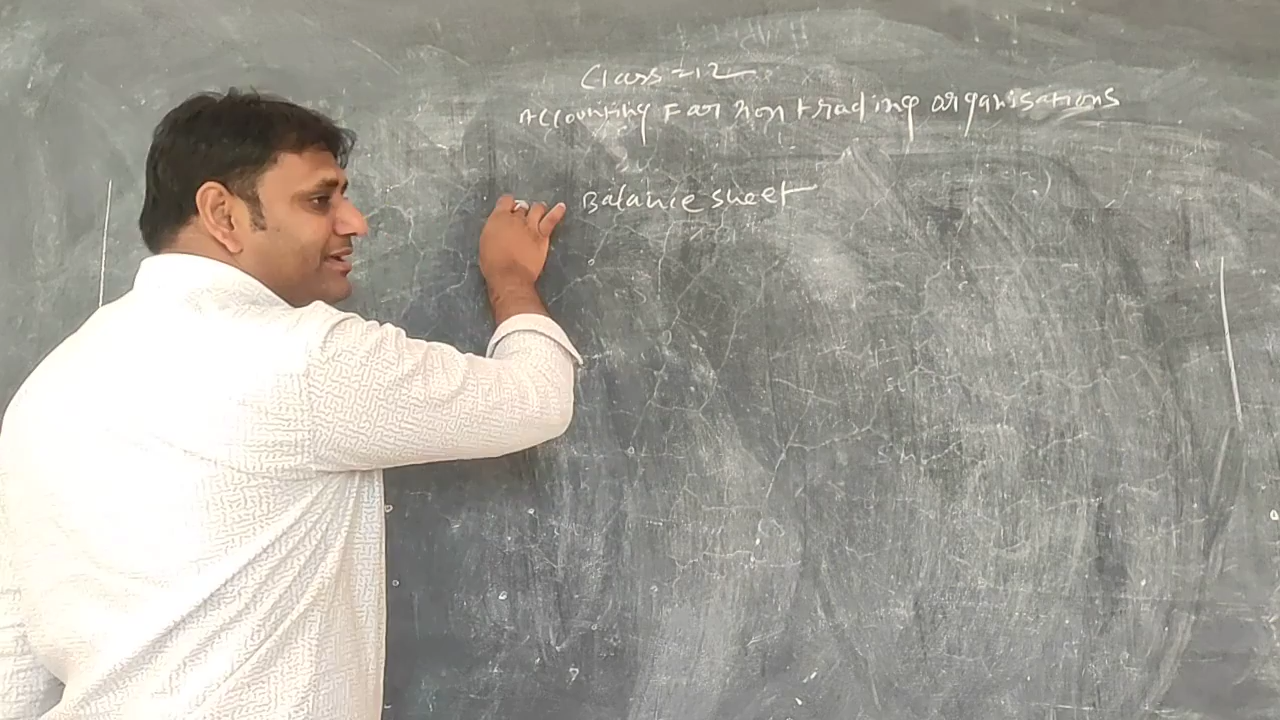 Class-12
Accounting For non trading organisations
Balance sheet